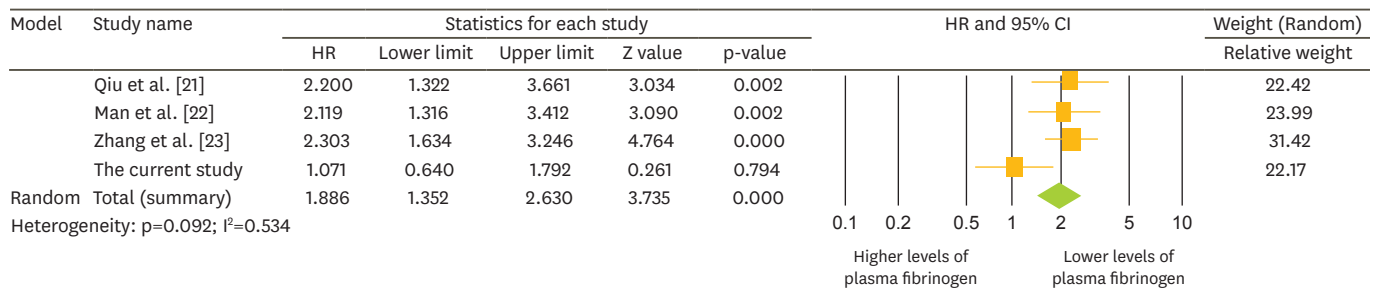 Model Study name Statistics for each study HR and 95% CI Weight (Random)
HR Lower limit Upper limit Z value p-value Relative weight
Qiu et al. [21] 2.200 1.322 3.661 3.034 0.002 22.42
Man et al. [22] 2.119 1.316 3.412 3.090 0.002 23.99
Zhang et al. [23] 2.303 1.634 3.246 4.764 0.000 31.42
The current study 1.071 0.640 1.792 0.261 0.794 22.17
Random Total (summary) 1.886 1.352 2.630 3.735 0.000
Heterogeneity: p=0.092; I²=0.534
0.1 0.2 0.5 1 2 5 10
Higher levels of Lower levels of
plasma fibrinogen plasma fibrinogen